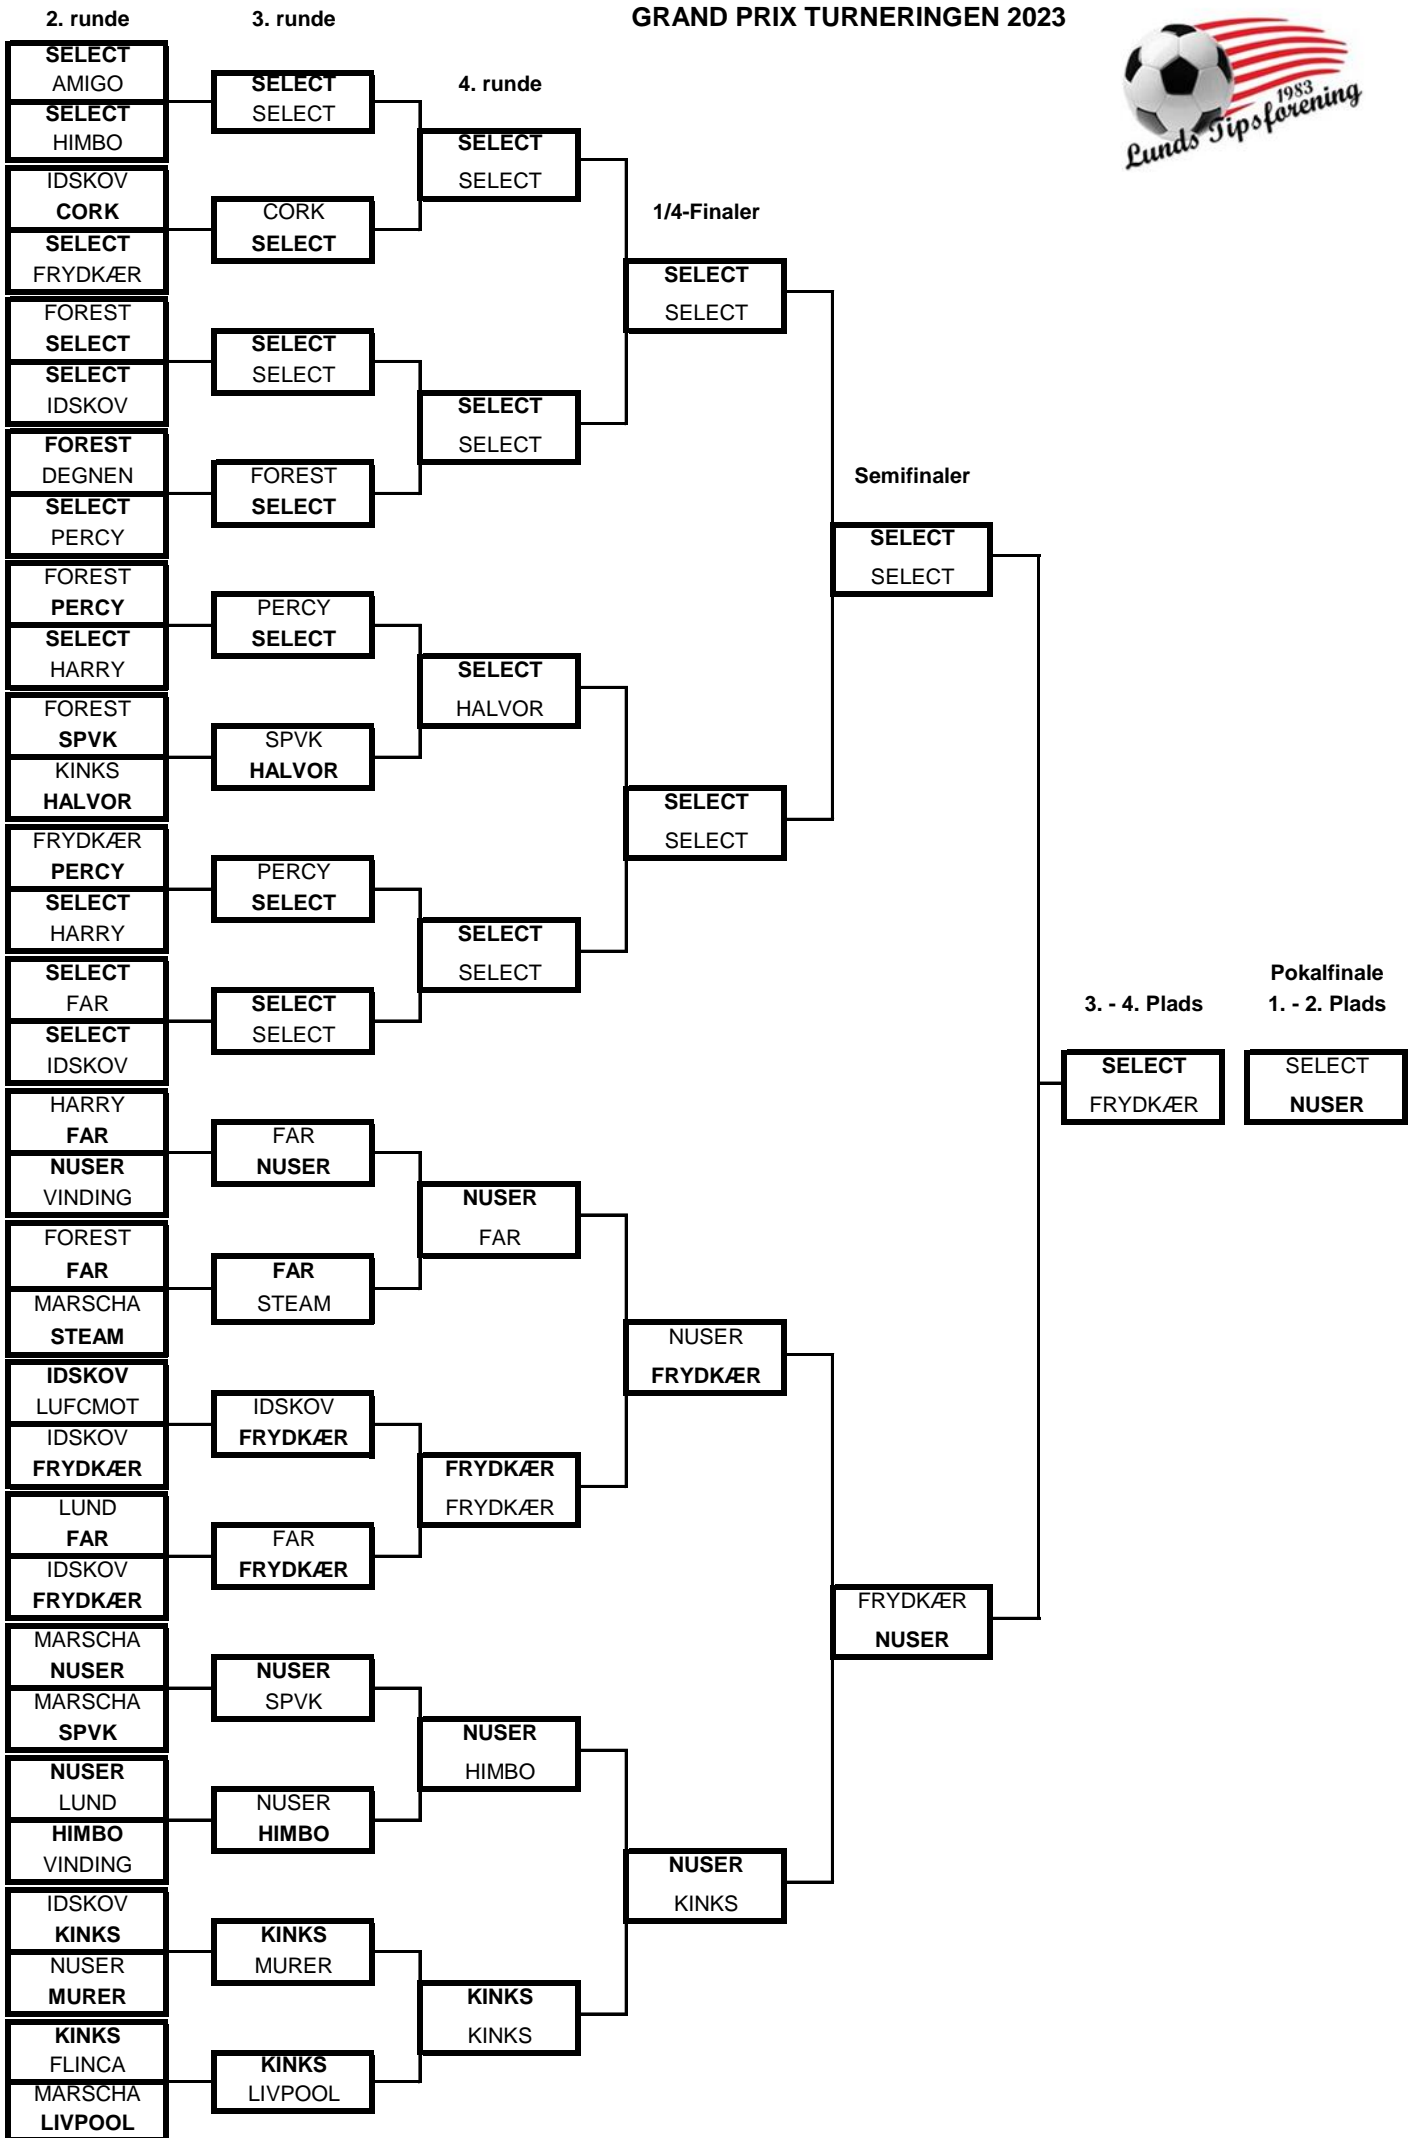 GRAND PRIX TURNERINGEN 2023
1983
Lunds Tipsforening
2. runde
SELECT
AMIGO
SELECT
HIMBO
IDSKOV
CORK
SELECT
FRYDKÆR
FOREST
SELECT
SELECT
IDSKOV
FOREST
DEGNEN
SELECT
PERCY
FOREST
PERCY
SELECT
HARRY
FOREST
SPVK
KINKS
HALVOR
FRYDKÆR
PERCY
SELECT
HARRY
SELECT
FAR
SELECT
IDSKOV
HARRY
FAR
NUSER
VINDING
FOREST
FAR
MARSCHA
STEAM
IDSKOV
LUFCMOT
IDSKOV
FRYDKÆR
LUND
FAR
IDSKOV
FRYDKÆR
MARSCHA
NUSER
MARSCHA
SPVK
NUSER
LUND
HIMBO
VINDING
IDSKOV
KINKS
NUSER
MURER
KINKS
FLINCA
MARSCHA
LIVPOOL
3. runde
SELECT
SELECT
CORK
SELECT
SELECT
SELECT
FOREST
SELECT
PERCY
SELECT
SPVK
HALVOR
PERCY
SELECT
SELECT
SELECT
FAR
NUSER
FAR
STEAM
IDSKOV
FRYDKÆR
FAR
FRYDKÆR
NUSER
SPVK
NUSER
HIMBO
KINKS
MURER
KINKS
LIVPOOL
4. runde
SELECT
SELECT
SELECT
SELECT
SELECT
HALVOR
SELECT
SELECT
NUSER
FAR
FRYDKÆR
FRYDKÆR
NUSER
HIMBO
KINKS
KINKS
1/4-Finaler
SELECT
SELECT
SELECT
SELECT
NUSER
FRYDKÆR
NUSER
KINKS
Semifinaler
SELECT
SELECT
FRYDKÆR
NUSER
3. - 4. Plads
SELECT
FRYDKÆR
Pokalfinale
1. - 2. Plads
SELECT
NUSER